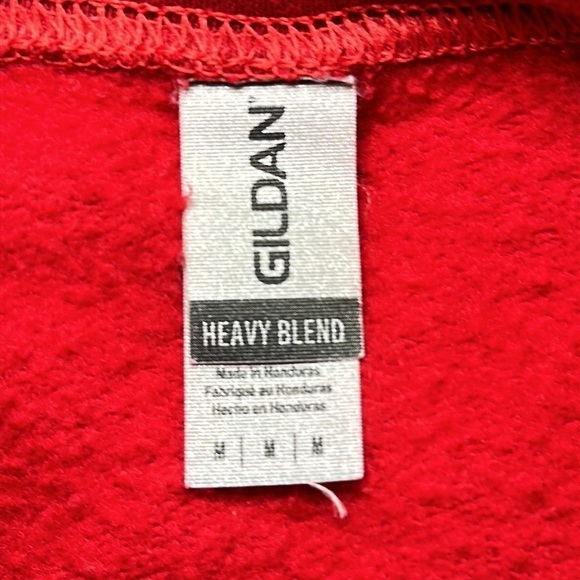 GILDAN
HEAVY BLEND
Made in Honduras
Fabriqué au Honduras
Hecho en Honduras
M | M | M